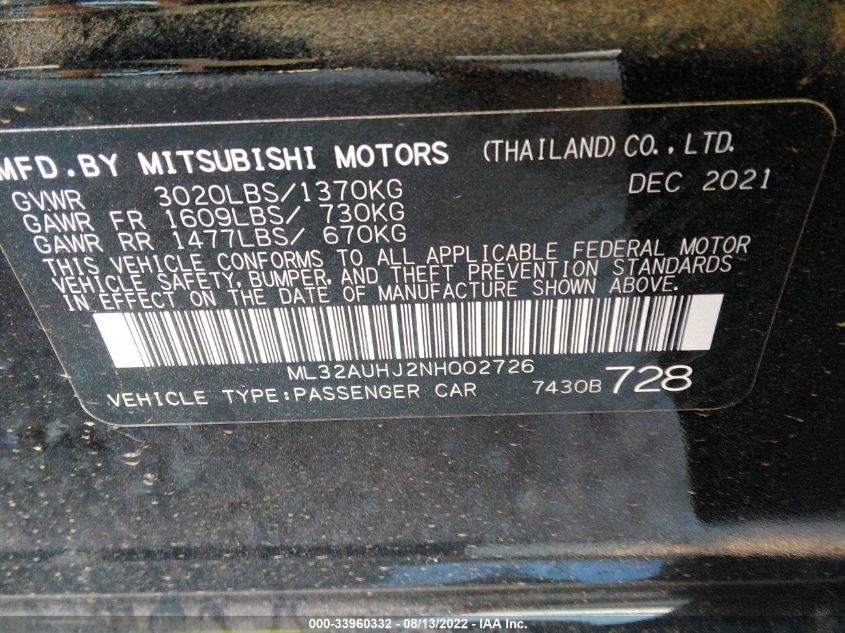 MFD.BY MITSUBISHI MOTORS (THAILAND) CO., LTD.
GVWR 3020LBS/1370KG DEC 2021
GAWR FR 1609LBS/ 730KG
GAWR RR 1477LBS/ 670KG
THIS VEHICLE CONFORMS TO ALL APPLICABLE FEDERAL MOTOR
VEHICLE SAFETY, BUMPER, AND THEFT PREVENTION STANDARDS
IN EFFECT ON THE DATE OF MANUFACTURE SHOWN ABOVE.
ML32AUHJ2NH002726
VEHICLE TYPE:PASSENGER CAR 7430B 728
000-33960332 - 08/13/2022 - IAA Inc.